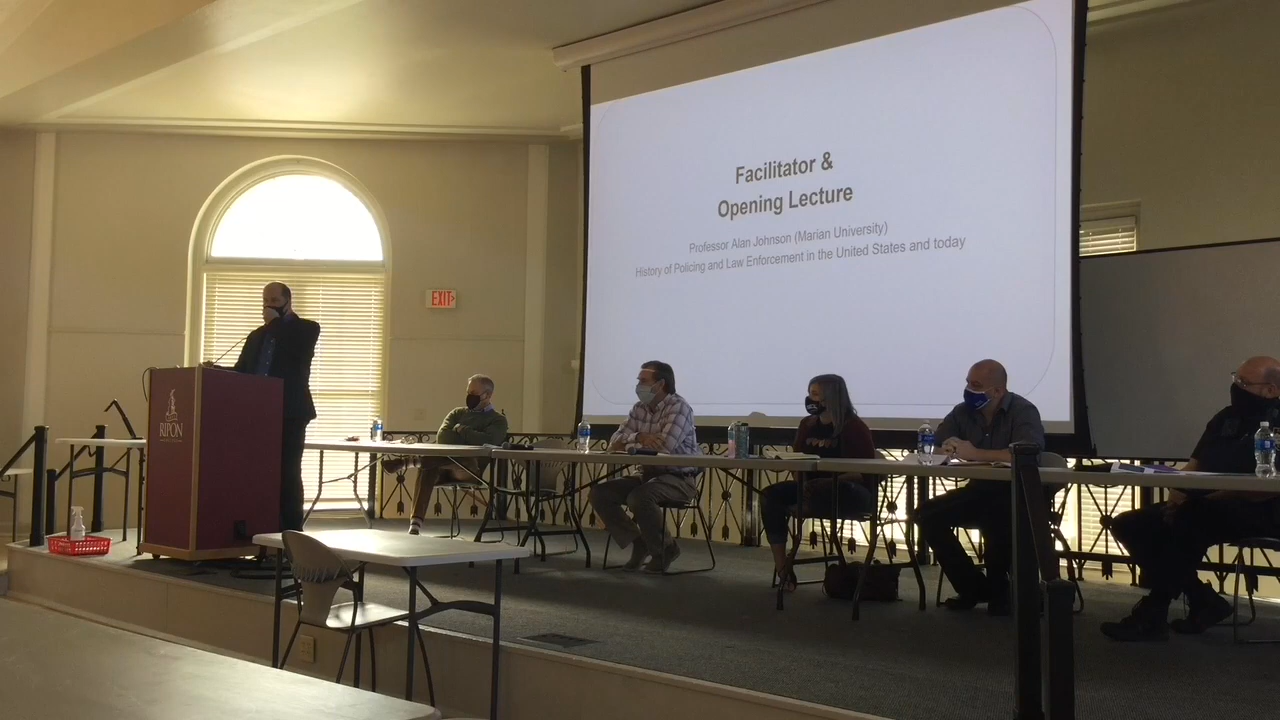 Facilitator &
Opening Lecture
Professor Alan Johnson (Marian University)
History of Policing and Law Enforcement in the United States and today
EXIT
RIPON